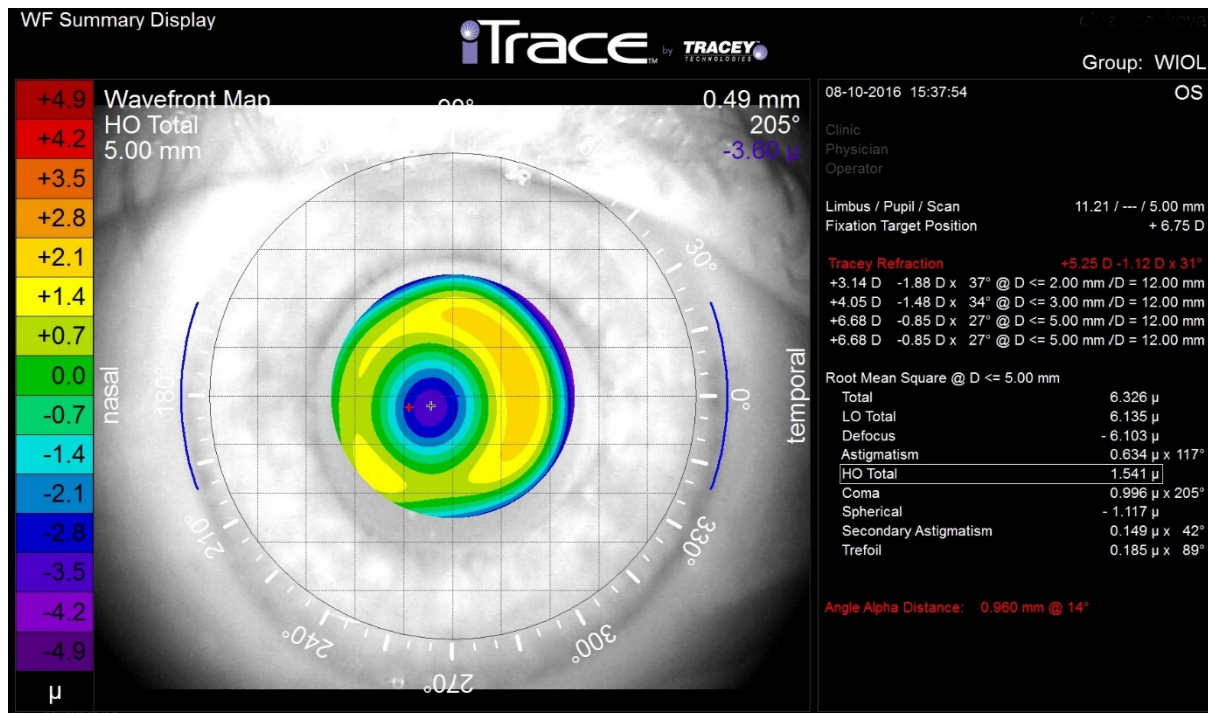 WF Summary Display
iTrace™ by TRACEY™
TECHNOLOGIES
Group: WIOL
+4.9
+4.2
+3.5
+2.8
+2.1
+1.4
+0.7
0.0
-0.7
-1.4
-2.1
-2.8
-3.5
-4.2
-4.9
µ
Wavefront Map
HO Total
5.00 mm
0.49 mm
205°
-3.60 µ
90°
30°
0°
330°
300°
270°
240°
210°
nasal
temporal
08-10-2016 15:37:54 OS
Clinic
Physician
Operator
Limbus / Pupil / Scan 11.21 / --- / 5.00 mm
Fixation Target Position + 6.75 D
Tracey Refraction +5.25 D -1.12 D x 31°
+3.14 D -1.88 D x 37° @ D <= 2.00 mm /D = 12.00 mm
+4.05 D -1.48 D x 34° @ D <= 3.00 mm /D = 12.00 mm
+6.68 D -0.85 D x 27° @ D <= 5.00 mm /D = 12.00 mm
+6.68 D -0.85 D x 27° @ D <= 5.00 mm /D = 12.00 mm
Root Mean Square @ D <= 5.00 mm
Total 6.326 µ
LO Total 6.135 µ
Defocus - 6.103 µ
Astigmatism 0.634 µ x 117°
HO Total 1.541 µ
Coma 0.996 µ x 205°
Spherical - 1.117 µ
Secondary Astigmatism 0.149 µ x 42°
Trefoil 0.185 µ x 89°
Angle Alpha Distance: 0.960 mm @ 14°